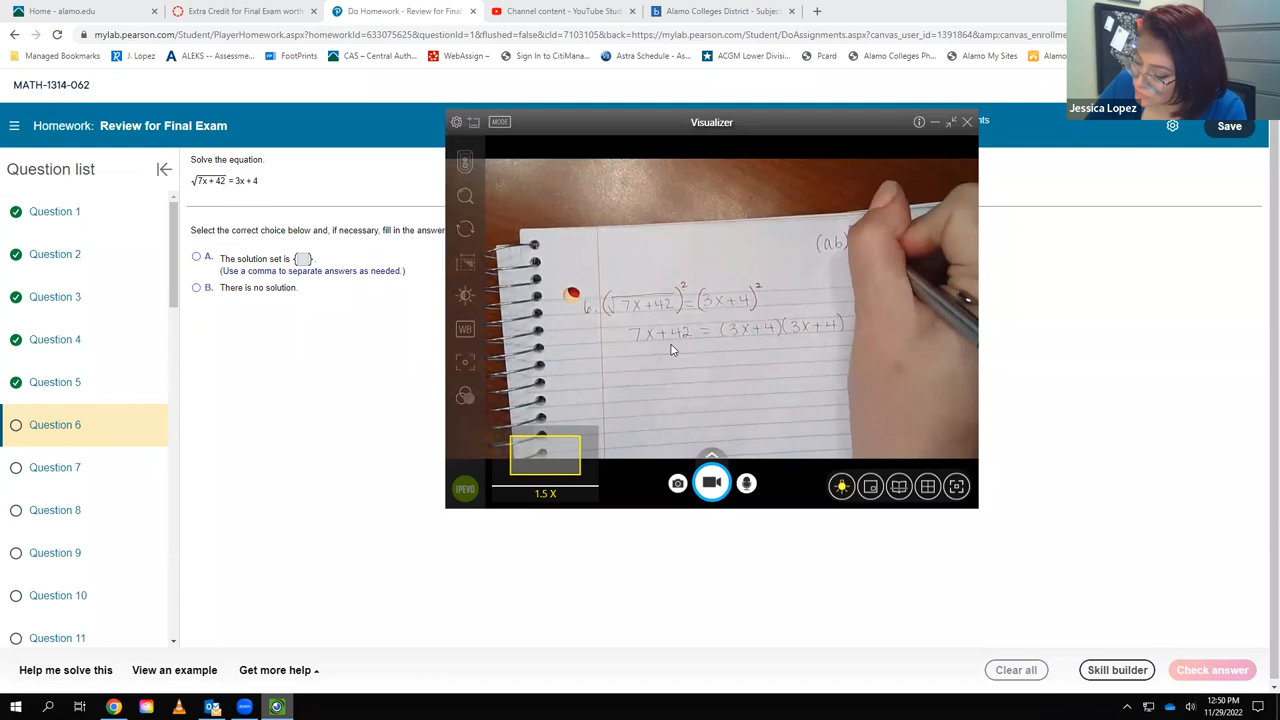 Home - alamo.edu
Extra Credit for Final Exam worth
Do Homework - Review for Final
Channel content - YouTube Stud
Alamo Colleges District - Subject
mylab.pearson.com/Student/PlayerHomework.aspx?homeworkId=633075625&questionId=1&flushed=false&cId=7103105&back=https://mylab.pearson.com/Student/DoAssignments.aspx?canvas_user_id=1391864&amp;canvas_enrollme
Managed Bookmarks
J. Lopez
ALEKS -- Assessme...
FootPrints
CAS – Central Auth...
WebAssign –
Sign In to CitiMana...
Astra Schedule - As...
ACGM Lower Divisi...
Pcard
Alamo Colleges Ph...
Alamo My Sites
MATH-1314-062
Jessica Lopez
Homework: Review for Final Exam
Save
Question list
Question 1
Question 2
Question 3
Question 4
Question 5
Question 6
Question 7
Question 8
Question 9
Question 10
Question 11
Solve the equation.
√7x + 42 = 3x + 4
Select the correct choice below and, if necessary, fill in the answer
A. The solution set is { }.
(Use a comma to separate answers as needed.)
B. There is no solution.
MODE
Visualizer
WB
(ab)
6. (√7x+42)² = (3x+4)²
7x+42 = (3x+4)(3x+4)
IPEVO
1.5 X
Help me solve this
View an example
Get more help
Clear all
Skill builder
Check answer
12:50 PM
11/29/2022